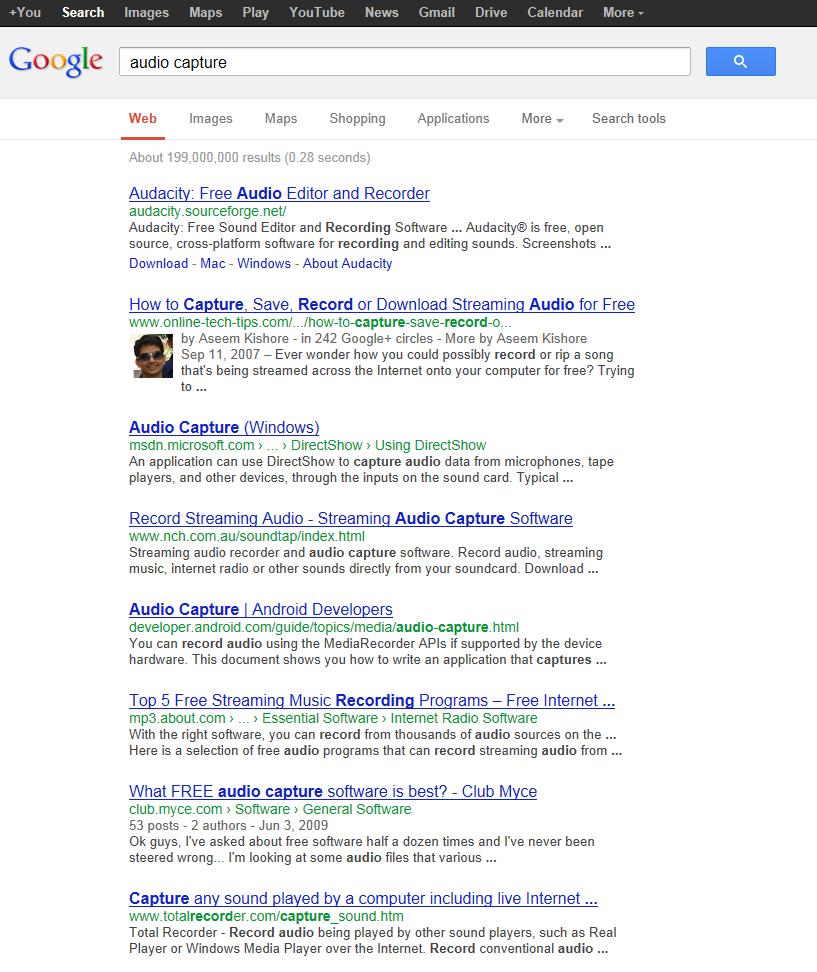 +You Search Images Maps Play YouTube News Gmail Drive Calendar More
Google audio capture
Web Images Maps Shopping Applications More Search tools
About 199,000,000 results (0.28 seconds)
Audacity: Free Audio Editor and Recorder
audacity.sourceforge.net/
Audacity: Free Sound Editor and Recording Software ... Audacity® is free, open
source, cross-platform software for recording and editing sounds. Screenshots ...
Download - Mac - Windows - About Audacity
How to Capture, Save, Record or Download Streaming Audio for Free
www.online-tech-tips.com/.../how-to-capture-save-record-o...
by Aseem Kishore - in 242 Google+ circles - More by Aseem Kishore
Sep 11, 2007 – Ever wonder how you could possibly record or rip a song
that's being streamed across the Internet onto your computer for free? Trying
to ...
Audio Capture (Windows)
msdn.microsoft.com › ... › DirectShow › Using DirectShow
An application can use DirectShow to capture audio data from microphones, tape
players, and other devices, through the inputs on the sound card. Typical ...
Record Streaming Audio - Streaming Audio Capture Software
www.nch.com.au/soundtap/index.html
Streaming audio recorder and audio capture software. Record audio, streaming
music, internet radio or other sounds directly from your soundcard. Download ...
Audio Capture | Android Developers
developer.android.com/guide/topics/media/audio-capture.html
You can record audio using the MediaRecorder APIs if supported by the device
hardware. This document shows you how to write an application that captures ...
Top 5 Free Streaming Music Recording Programs – Free Internet ...
mp3.about.com › ... › Essential Software › Internet Radio Software
With the right software, you can record from thousands of audio sources on the ...
Here is a selection of free audio programs that can record streaming audio from ...
What FREE audio capture software is best? - Club Myce
club.myce.com › Software › General Software
53 posts - 2 authors - Jun 3, 2009
Ok guys, I've asked about free software half a dozen times and I've never been
steered wrong... I'm looking at some audio files that various ...
Capture any sound played by a computer including live Internet ...
www.totalrecorder.com/capture_sound.htm
Total Recorder - Record audio being played by other sound players, such as Real
Player or Windows Media Player over the Internet. Record conventional audio ...